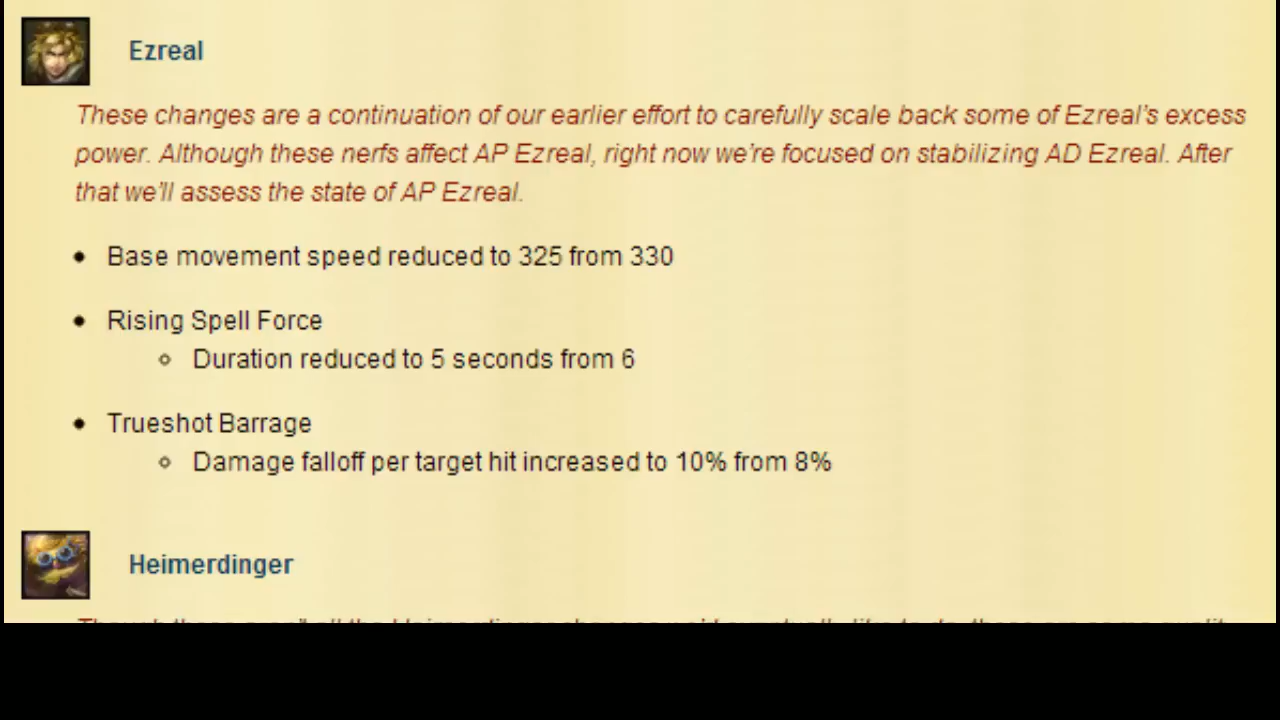 Ezreal
These changes are a continuation of our earlier effort to carefully scale back some of Ezreal's excess
power. Although these nerfs affect AP Ezreal, right now we're focused on stabilizing AD Ezreal. After
that we'll assess the state of AP Ezreal.
Base movement speed reduced to 325 from 330
Rising Spell Force
Duration reduced to 5 seconds from 6
Trueshot Barrage
Damage falloff per target hit increased to 10% from 8%
Heimerdinger